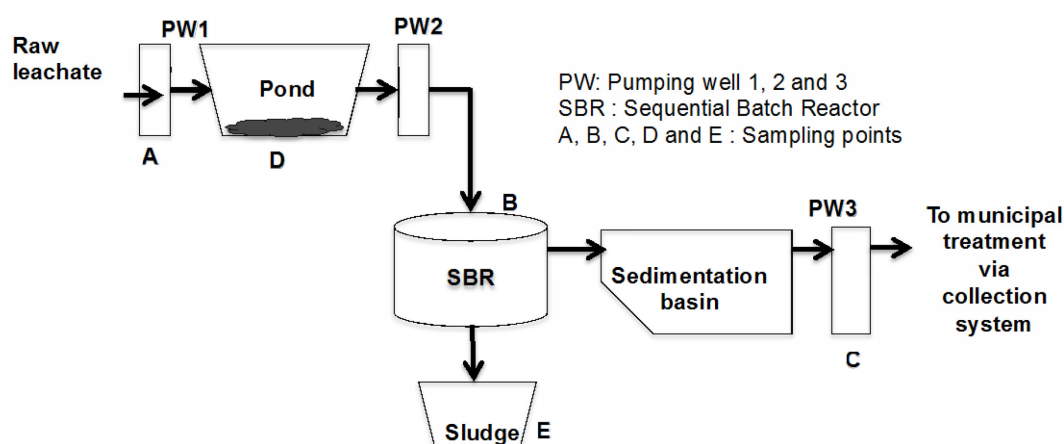 Raw
leachate
PW1
PW2
Pond
A
D
PW: Pumping well 1, 2 and 3
SBR : Sequential Batch Reactor
A, B, C, D and E : Sampling points
B
SBR
Sedimentation
basin
PW3
C
To municipal
treatment
via
collection
system
Sludge
E